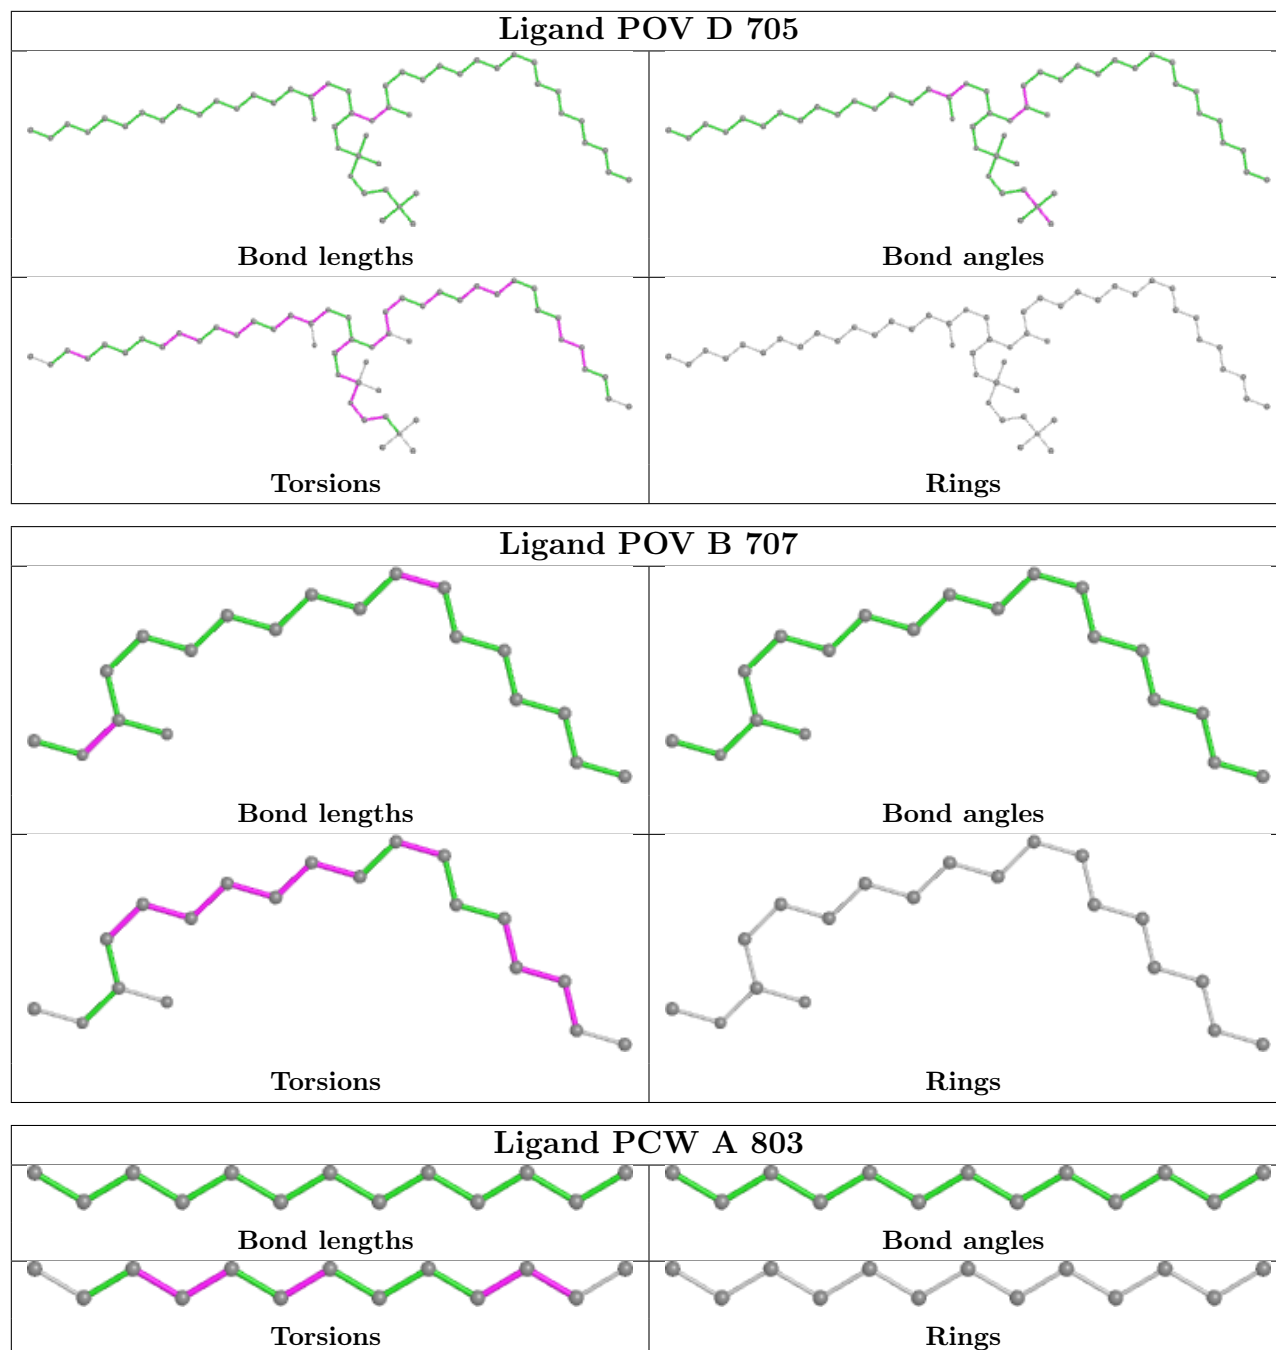 Ligand POV D 705
Bond lengths
Bond angles
Torsions
Rings
Ligand POV B 707
Bond lengths
Bond angles
Torsions
Rings
Ligand PCW A 803
Bond lengths
Bond angles
Torsions
Rings